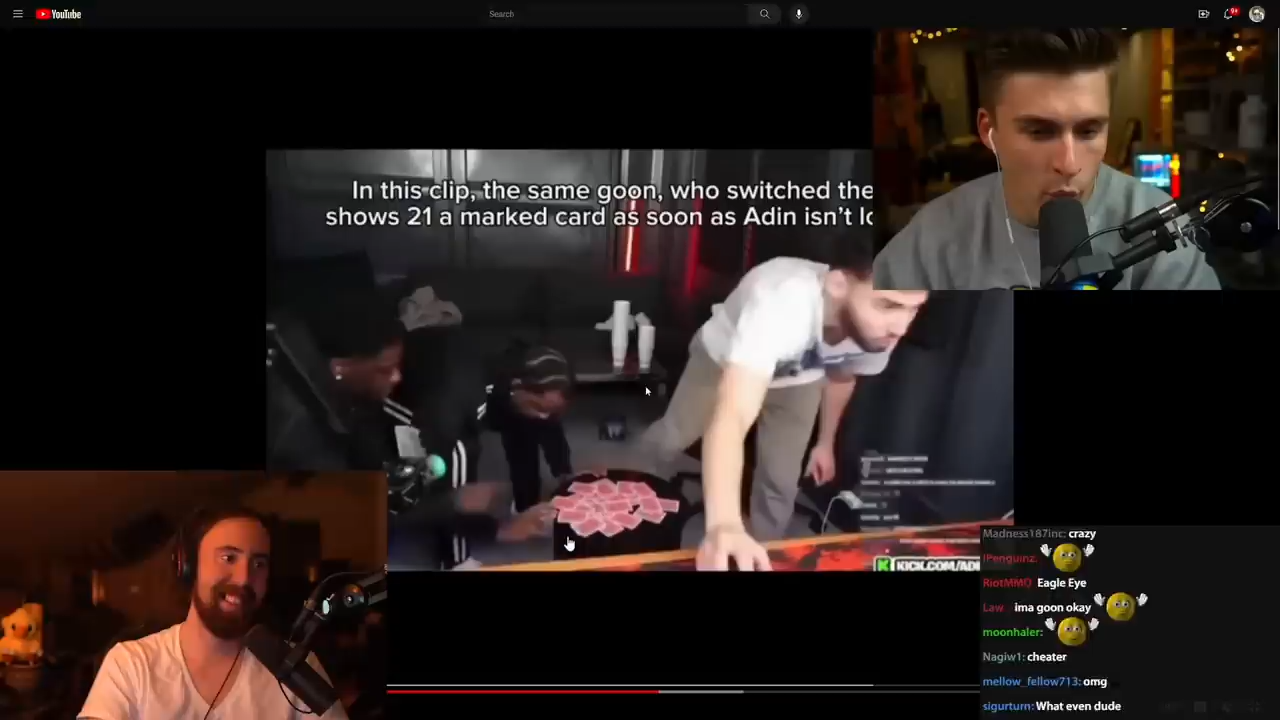 YouTube
Search
9+
In this clip, the same goon, who switched the
shows 21 a marked card as soon as Adin isn't lo
KICK.COM/ADI
Madness187inc: crazy
IPenguinz:
RiotMMO Eagle Eye
Law ima goon okay
moonhaler:
Nagiw1: cheater
mellow_fellow713: omg
sigurturn: What even dude